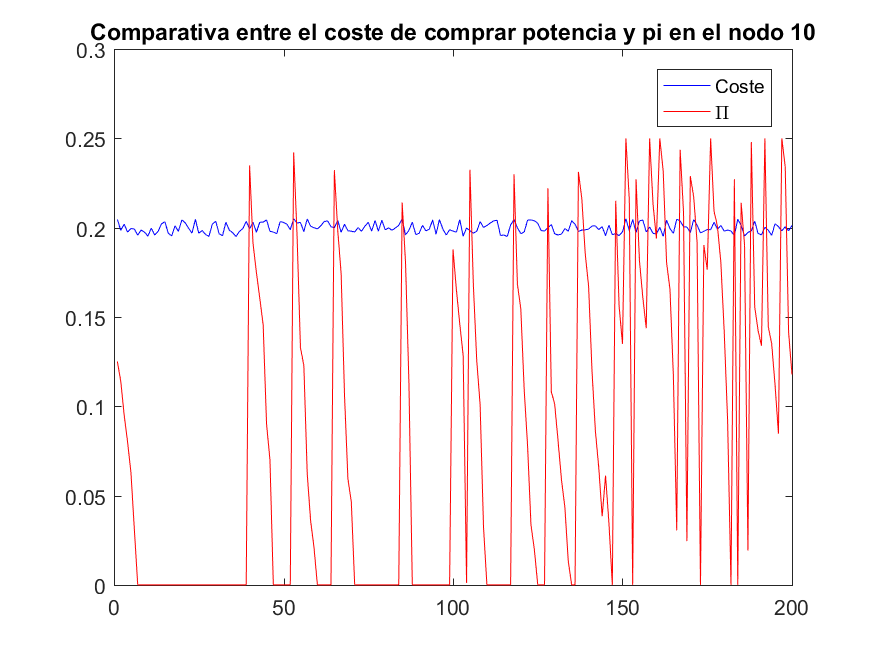 Comparativa entre el coste de comprar potencia y pi en el nodo 10
0.3
0.25
0.2
0.15
0.1
0.05
0
0 50 100 150 200
Coste
Π